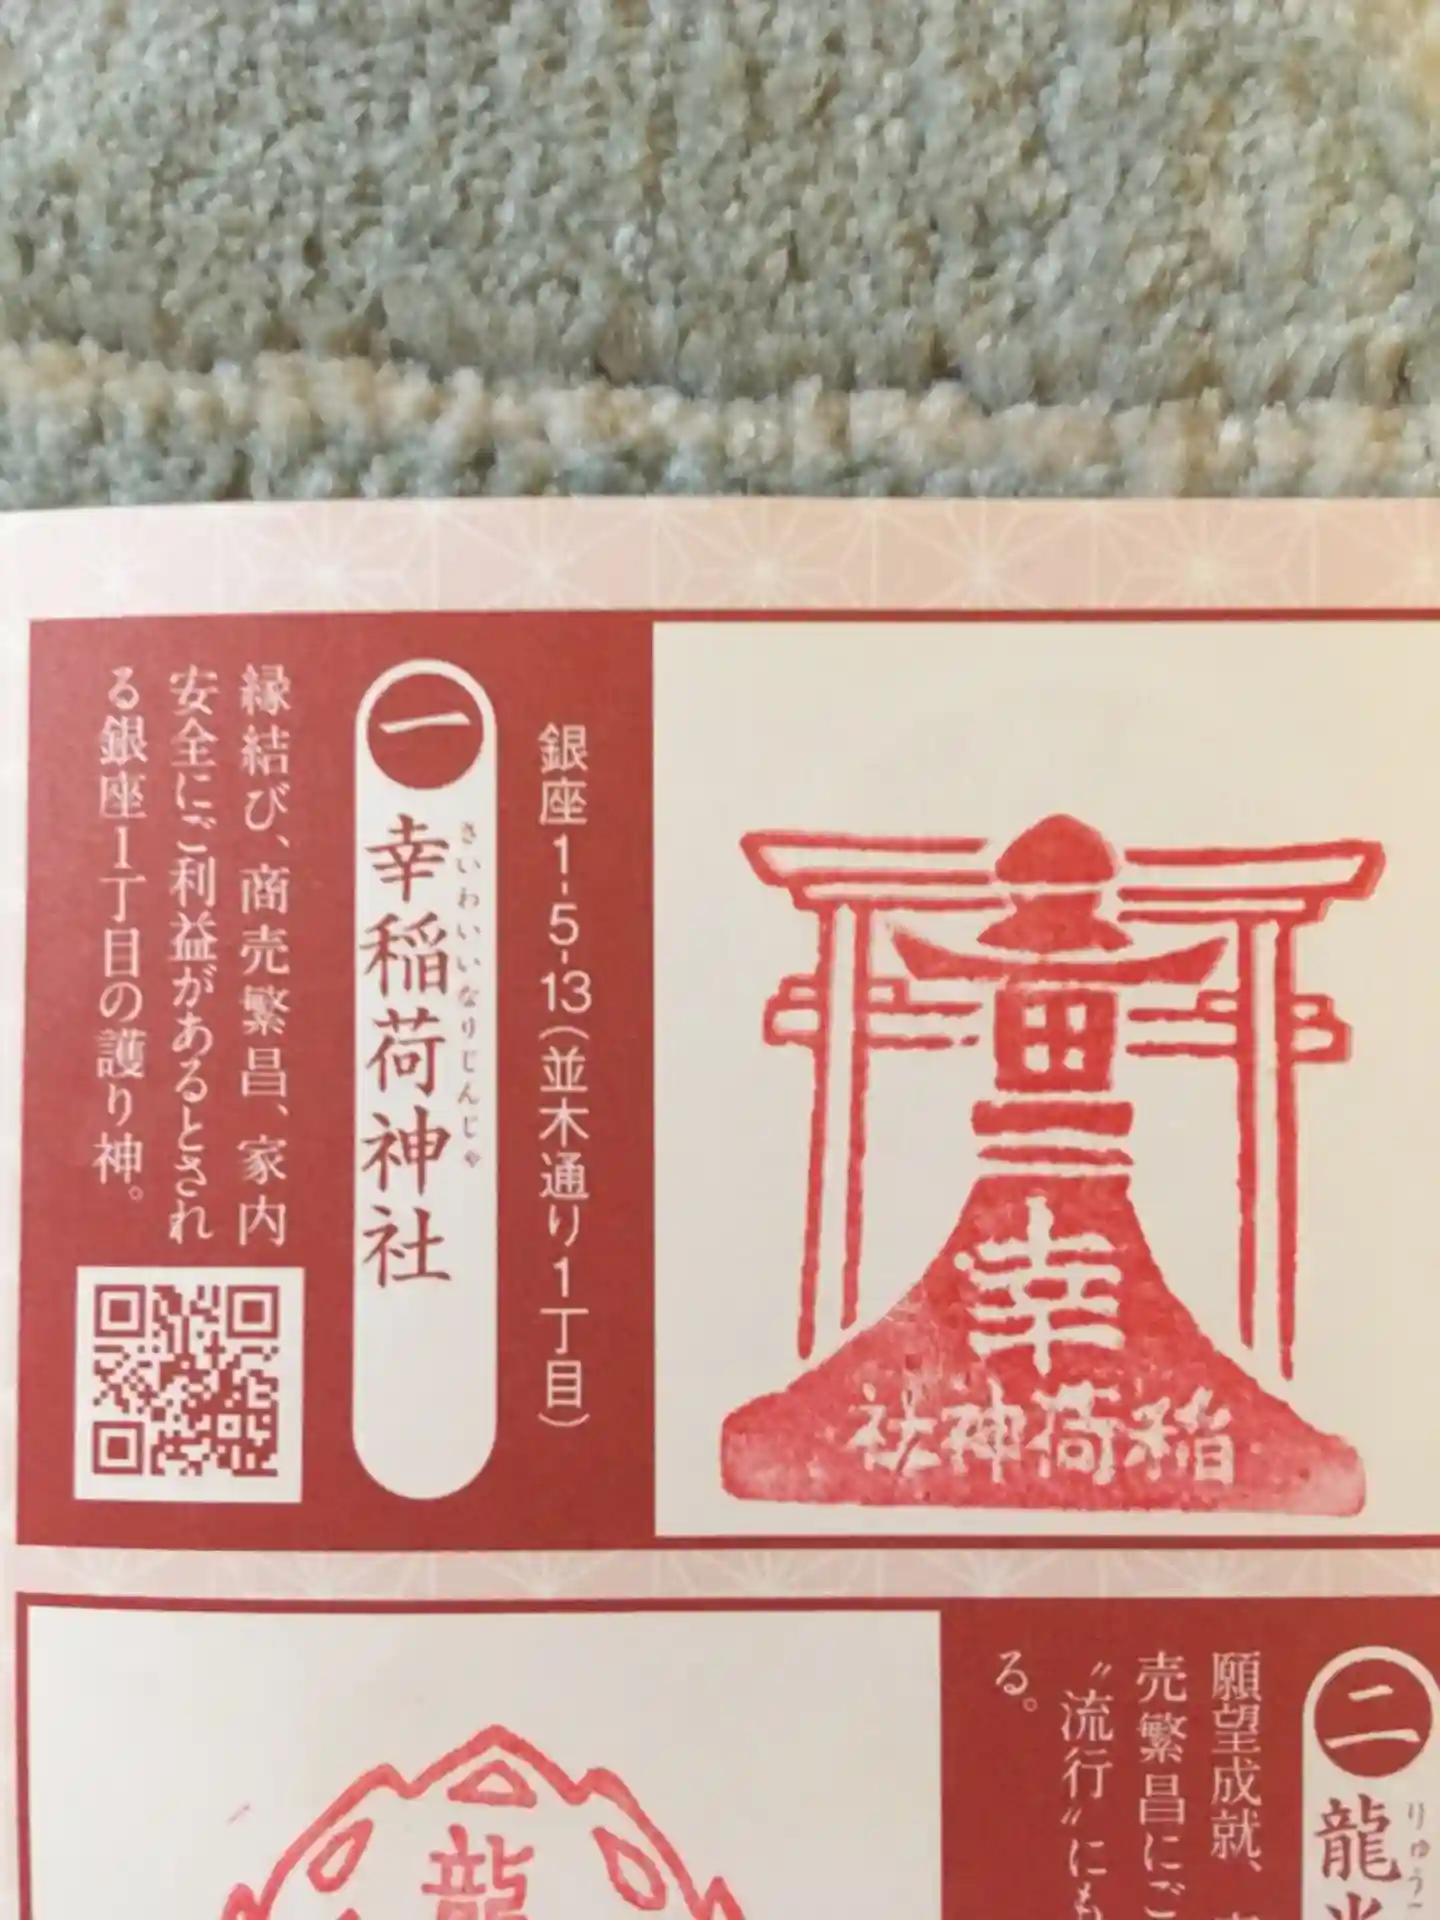 銀座1-5-13(並木通り1丁目)
一
幸稲荷神社
さいわいいなりじんじゃ
縁結び、商売繁昌、家内
安全にご利益があるとされ
る銀座1丁目の護り神。
幸
社神荷稲
二
龍光
りゅうこ
願望成就、
売繁昌にご
〝流行〟にも
る。
龍